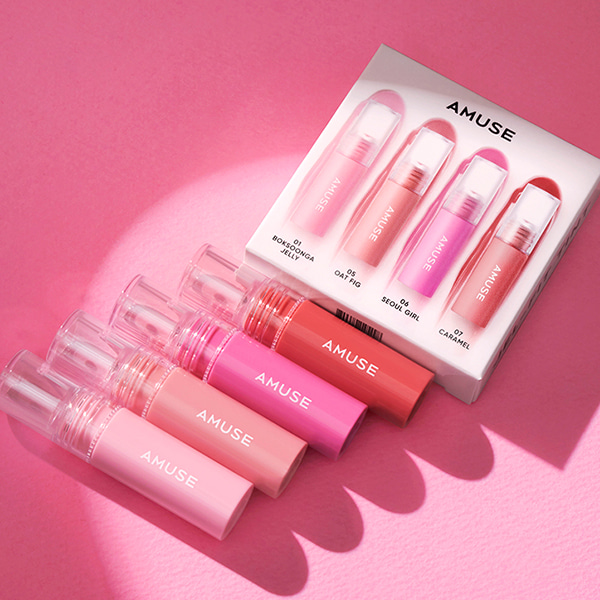 AMUSE
AMUSE
AMUSE
AMUSE
AMUSE
01
BOKSOONGA
JELLY
05
OAT FIG
06
SEOUL GIRL
07
CARAMEL
AMUSE
AMUSE
AMUSE
AMUSE